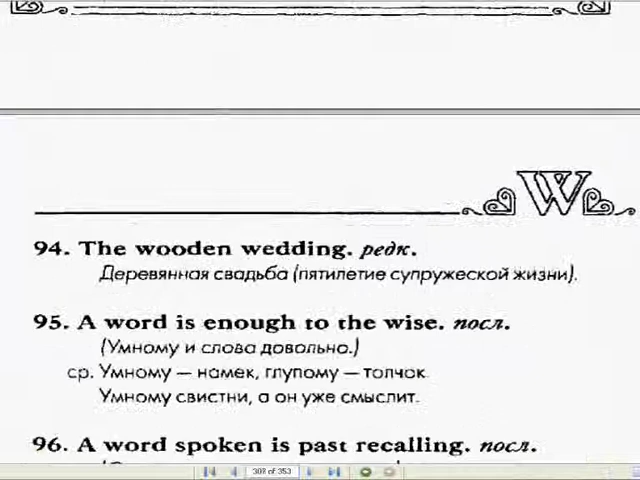 W
94. The wooden wedding. редк.
Деревянная свадьба (пятилетие супружеской жизни).
95. A word is enough to the wise. посл.
(Умному и слова довольно.)
ср. Умному — намек, глупому — толчок.
Умному свистни, а он уже смыслит.
96. A word spoken is past recalling. посл.
of 353